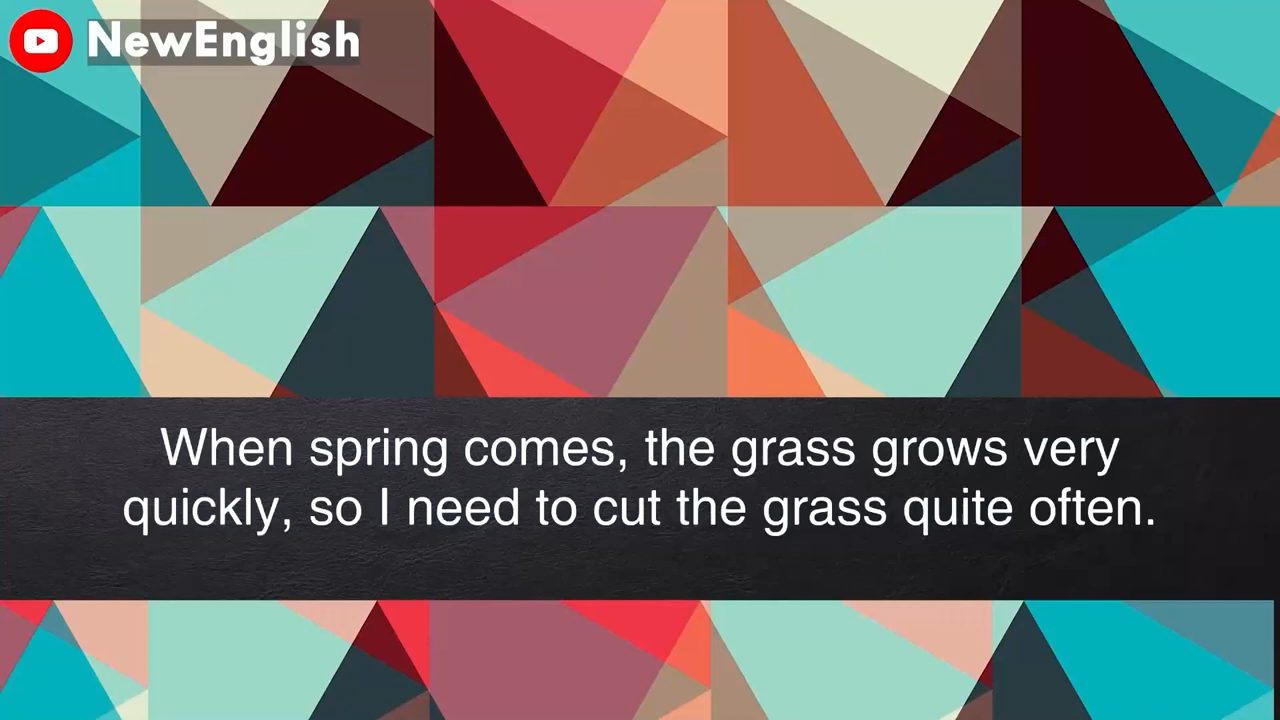 NewEnglish
When spring comes, the grass grows very
quickly, so I need to cut the grass quite often.